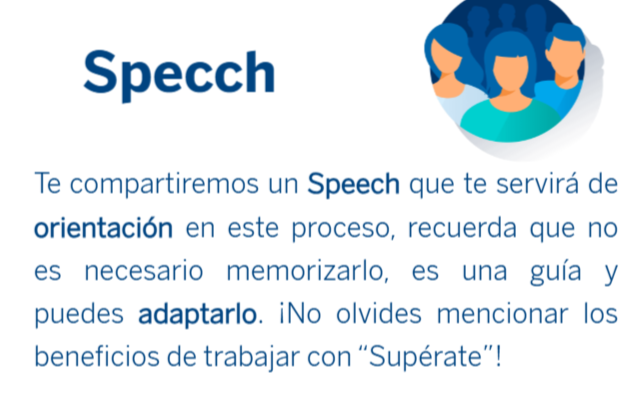 Specch
Te compartiremos un Speech que te servirá de
orientación en este proceso, recuerda que no
es necesario memorizarlo, es una guía y
puedes adaptarlo. ¡No olvides mencionar los
beneficios de trabajar con “Supérate”!